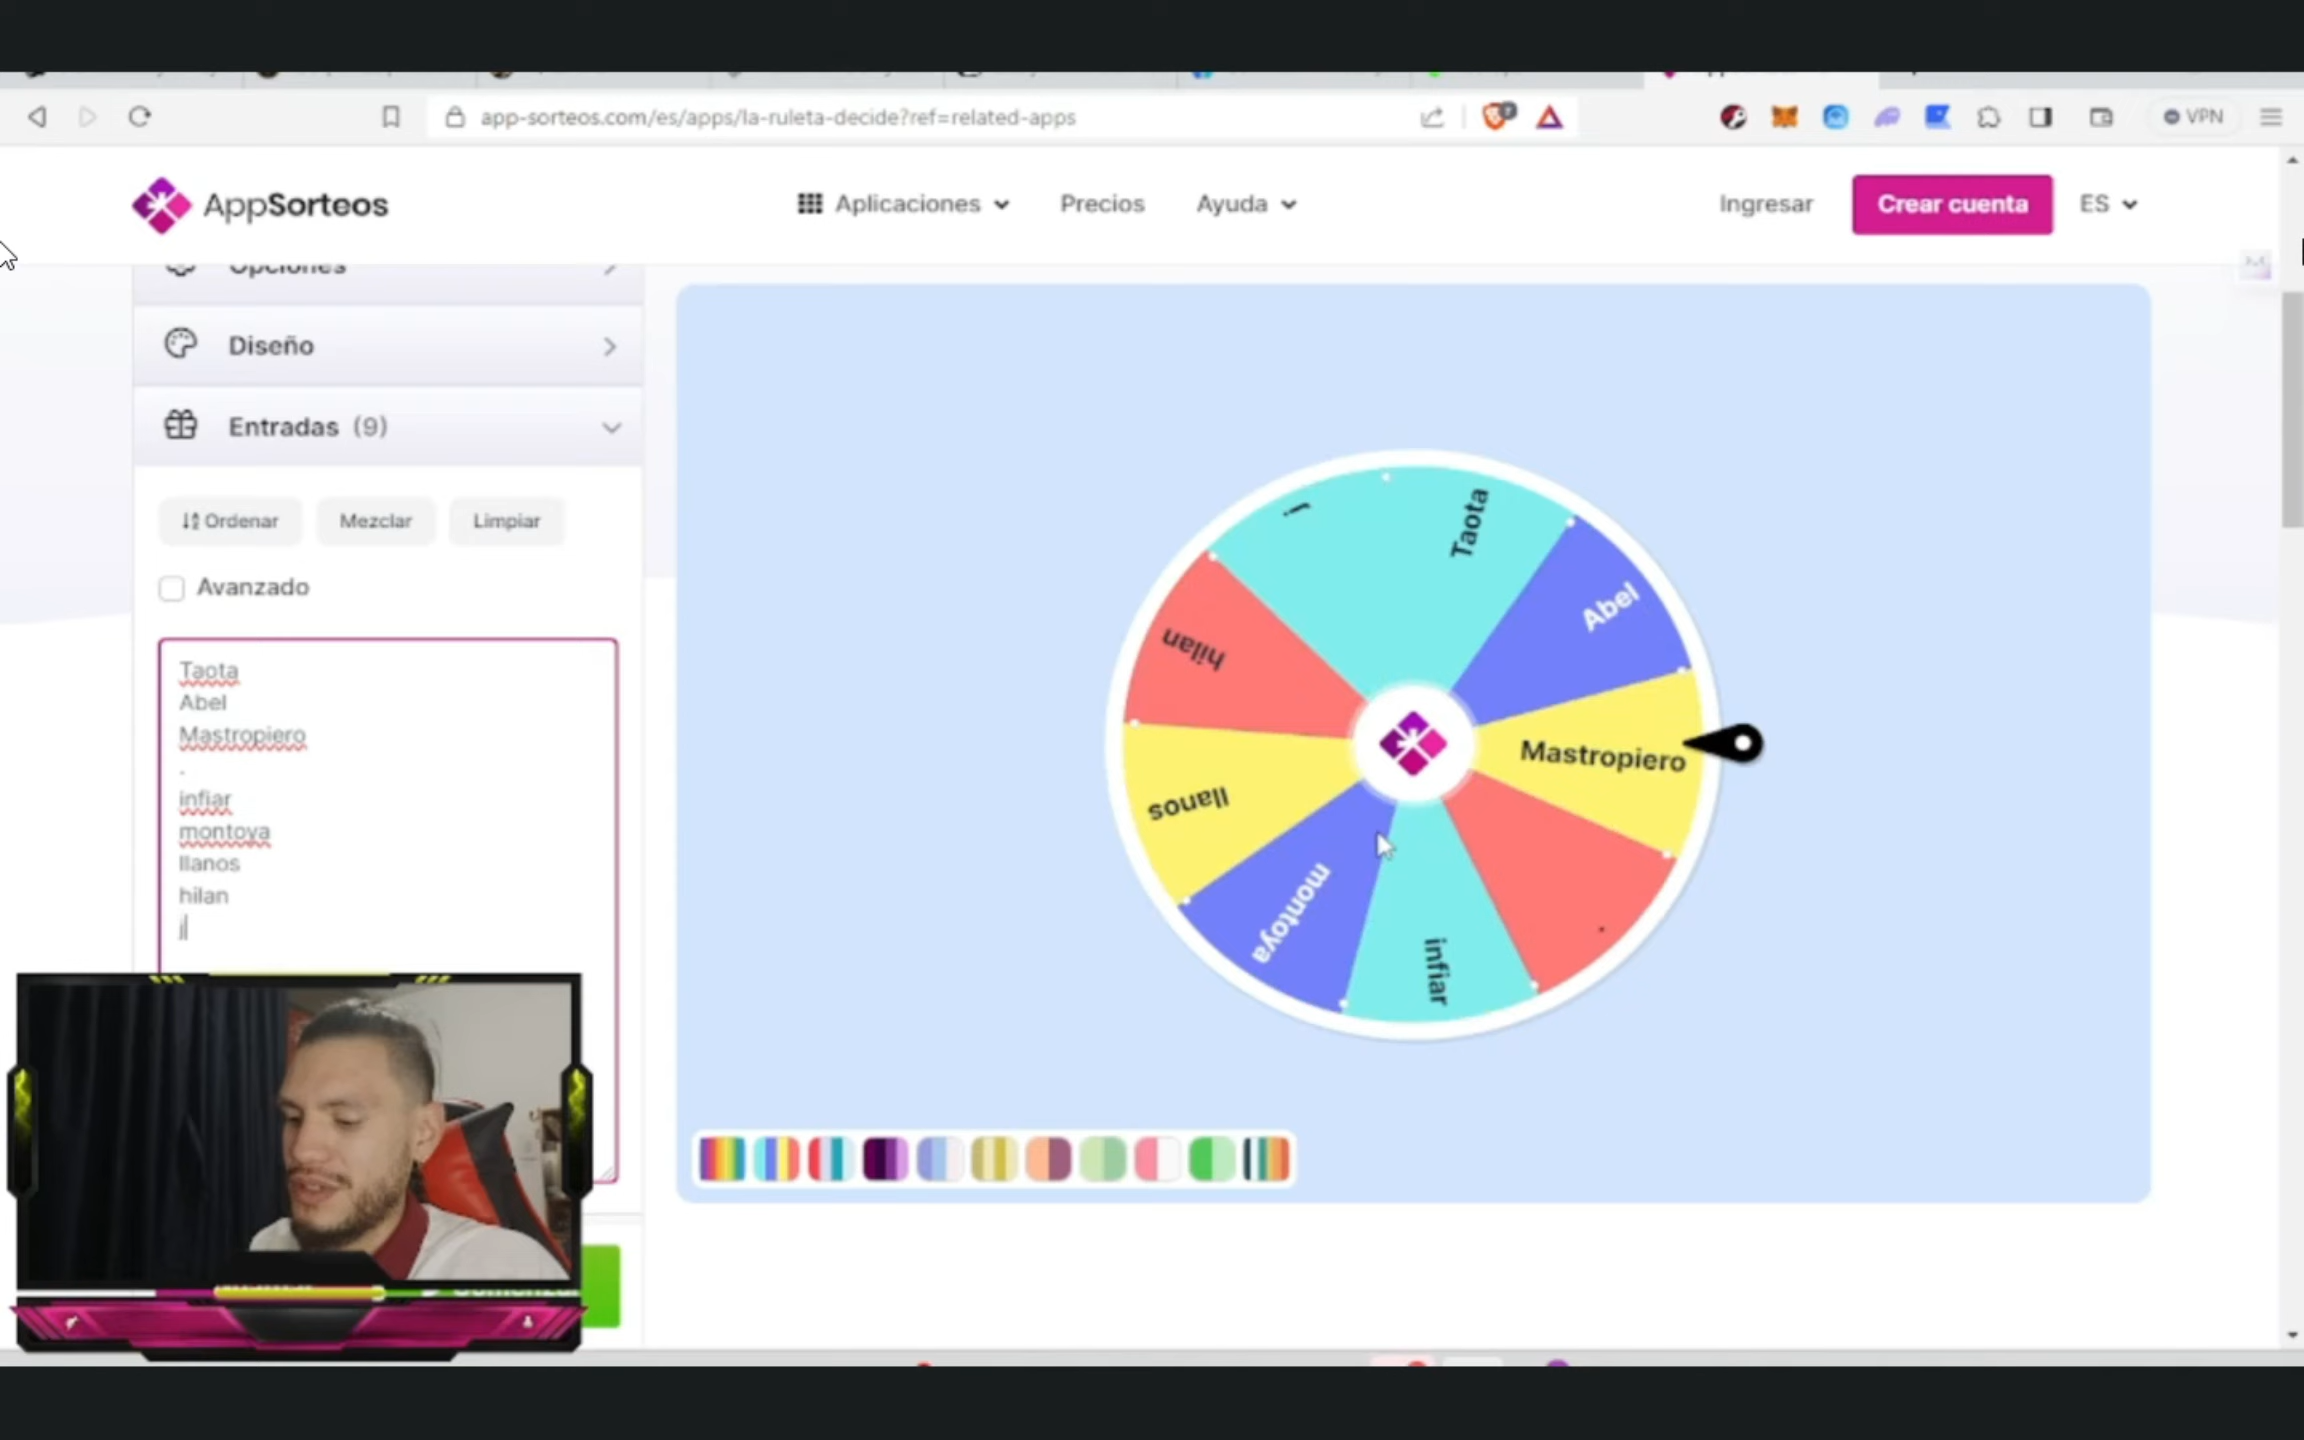 app-sorteos.com/es/apps/la-ruleta-decide?ref=related-apps
VPN
AppSorteos
Aplicaciones
Precios
Ayuda
Ingresar
Crear cuenta
ES
Opciones
Diseño
Entradas (9)
Ordenar
Mezclar
Limpiar
Avanzado
Taota
Abel
Mastropiero
.
infiar
montoya
llanos
hilan
j
Taota
Abel
Mastropiero
.
infiar
montoya
llanos
hilan
j